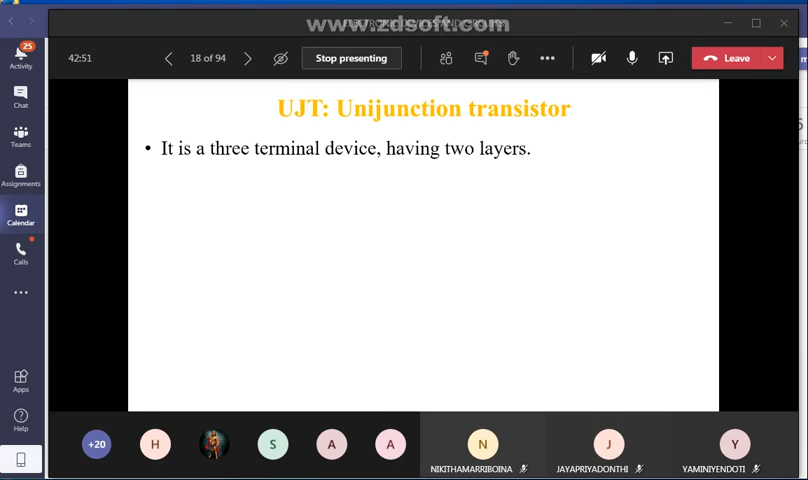 www.zdsoft.com
25
Activity
42:51
18 of 94
Stop presenting
Leave
Chat
Teams
Assignments
Calendar
Calls
Apps
Help
UJT: Unijunction transistor
• It is a three terminal device, having two layers.
+20
H
S
A
A
N
J
Y
NIKITHAMARRIBOINA
JAYAPRIYADONTHI
YAMINIYENDOTI